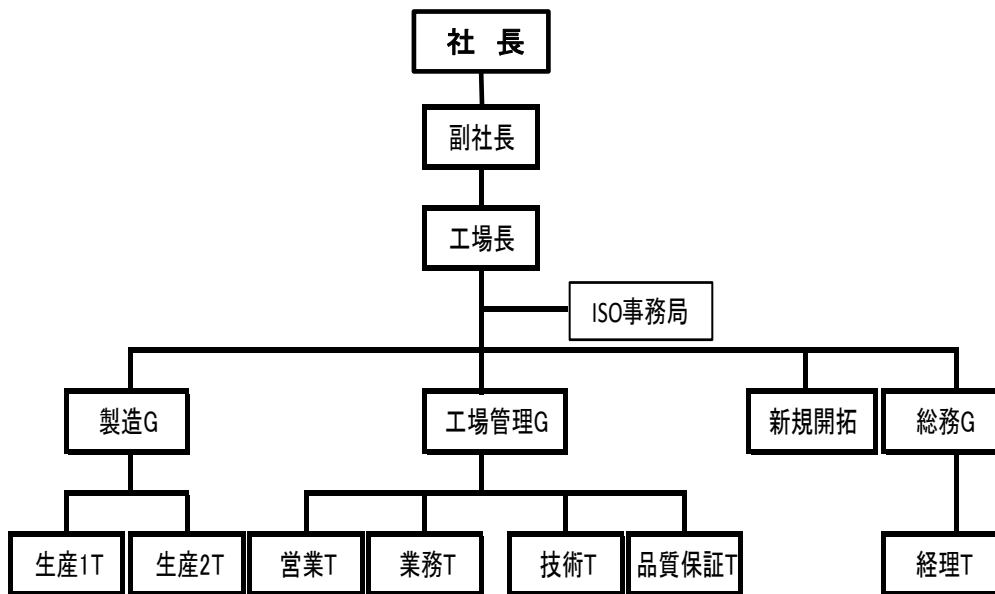 社 長
副社長
工場長
ISO事務局
製造G
工場管理G
新規開拓
総務G
生産1T
生産2T
営業T
業務T
技術T
品質保証T
経理T